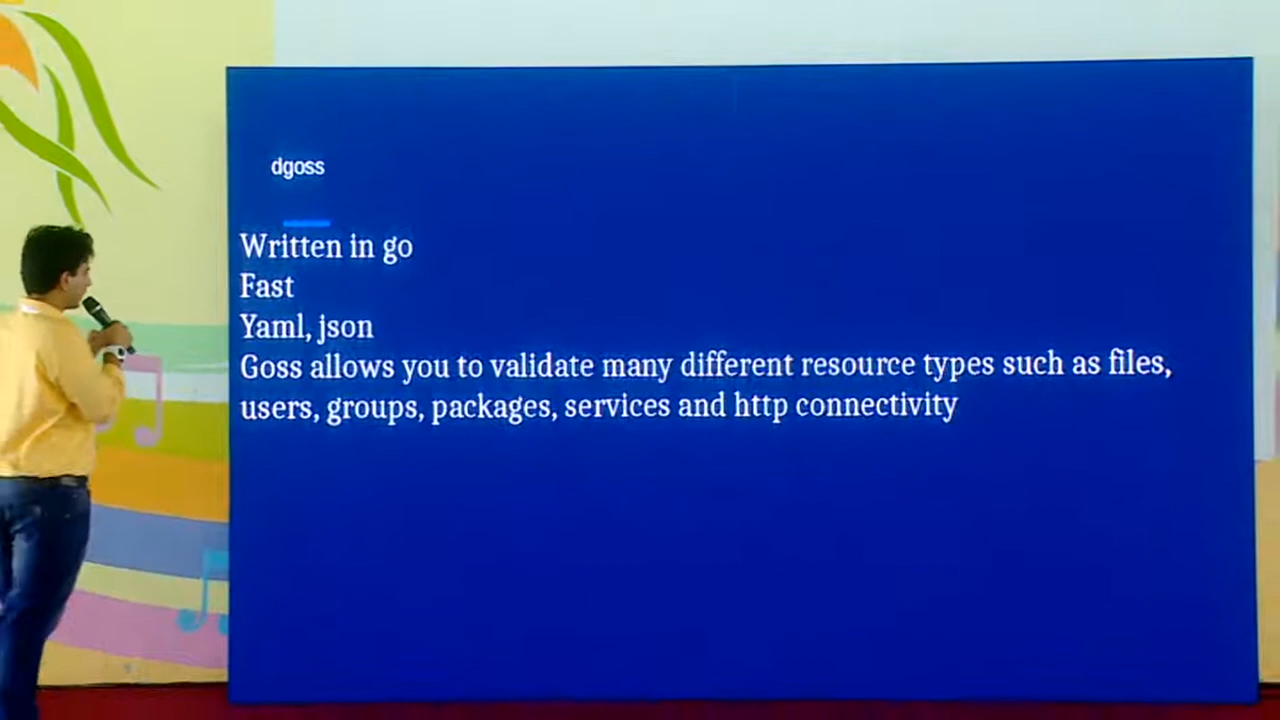 dgoss
Written in go
Fast
Yaml, json
Goss allows you to validate many different resource types such as files,
users, groups, packages, services and http connectivity